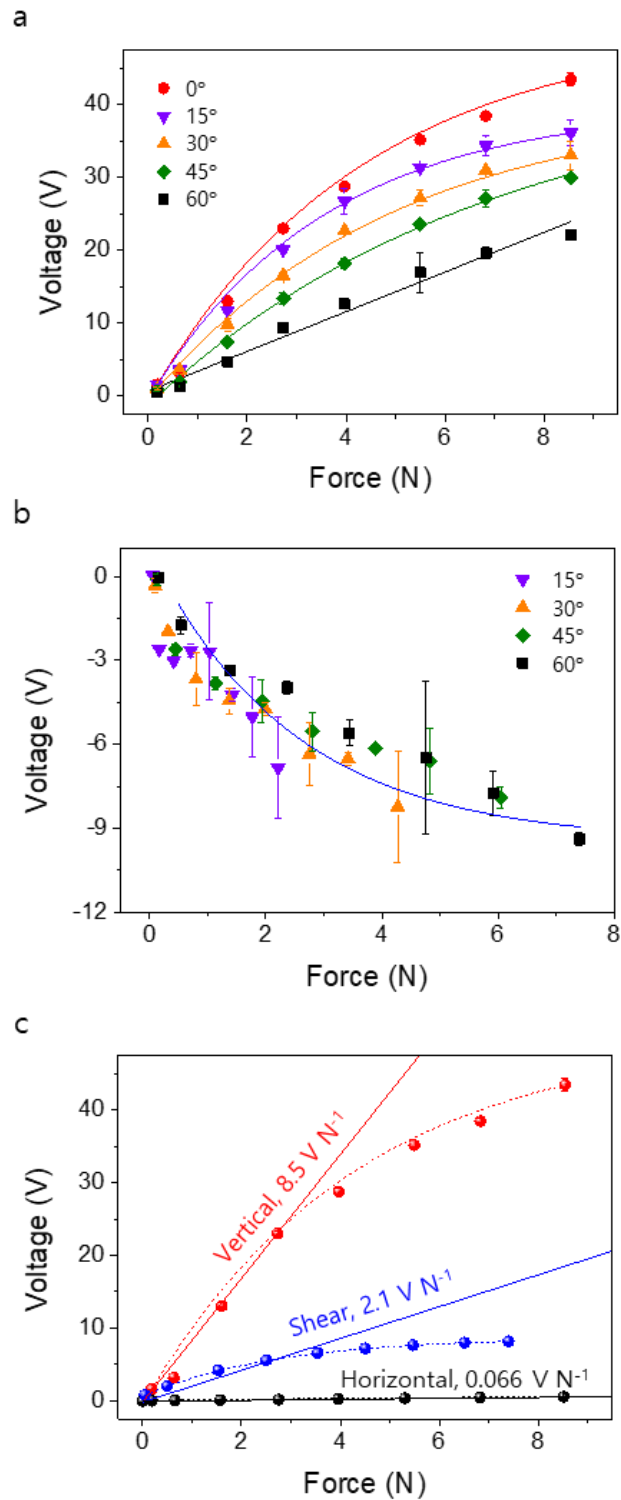 a
0°
15°
30°
45°
60°
40
30
20
10
0
Voltage (V)
0 2 4 6 8
Force (N)
b
15°
30°
45°
60°
0
-3
-6
-9
-12
Voltage (V)
0 2 4 6 8
Force (N)
c
40
30
20
10
0
Voltage (V)
Vertical, 8.5 V N⁻¹
Shear, 2.1 V N⁻¹
Horizontal, 0.066 V N⁻¹
0 2 4 6 8
Force (N)